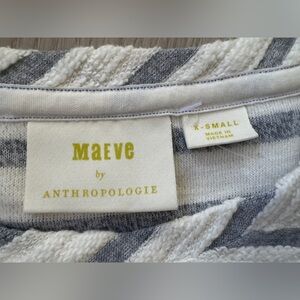 MAEVE
by
ANTHROPOLOGIE
X-SMALL
MADE IN
VIETNAM